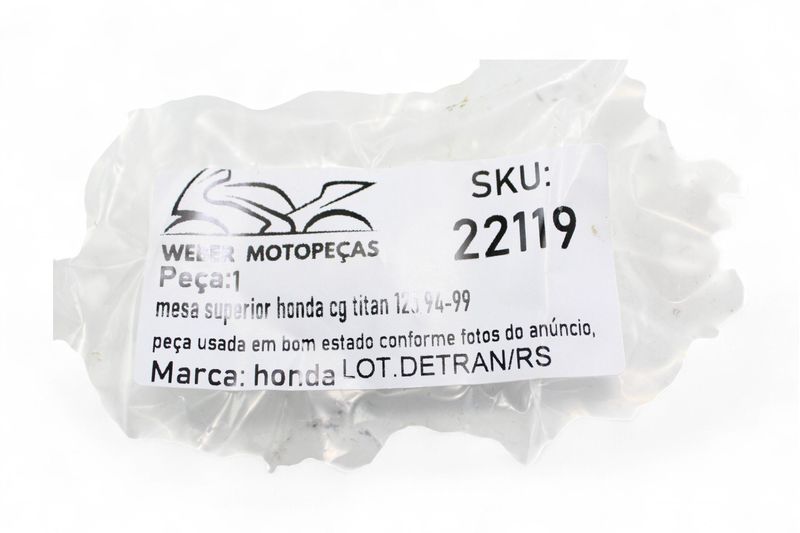 WEBER MOTOPEÇAS
SKU:
22119
Peça:1
mesa superior honda cg titan 125 94-99
peça usada em bom estado conforme fotos do anúncio,
Marca: honda LOT.DETRAN/RS